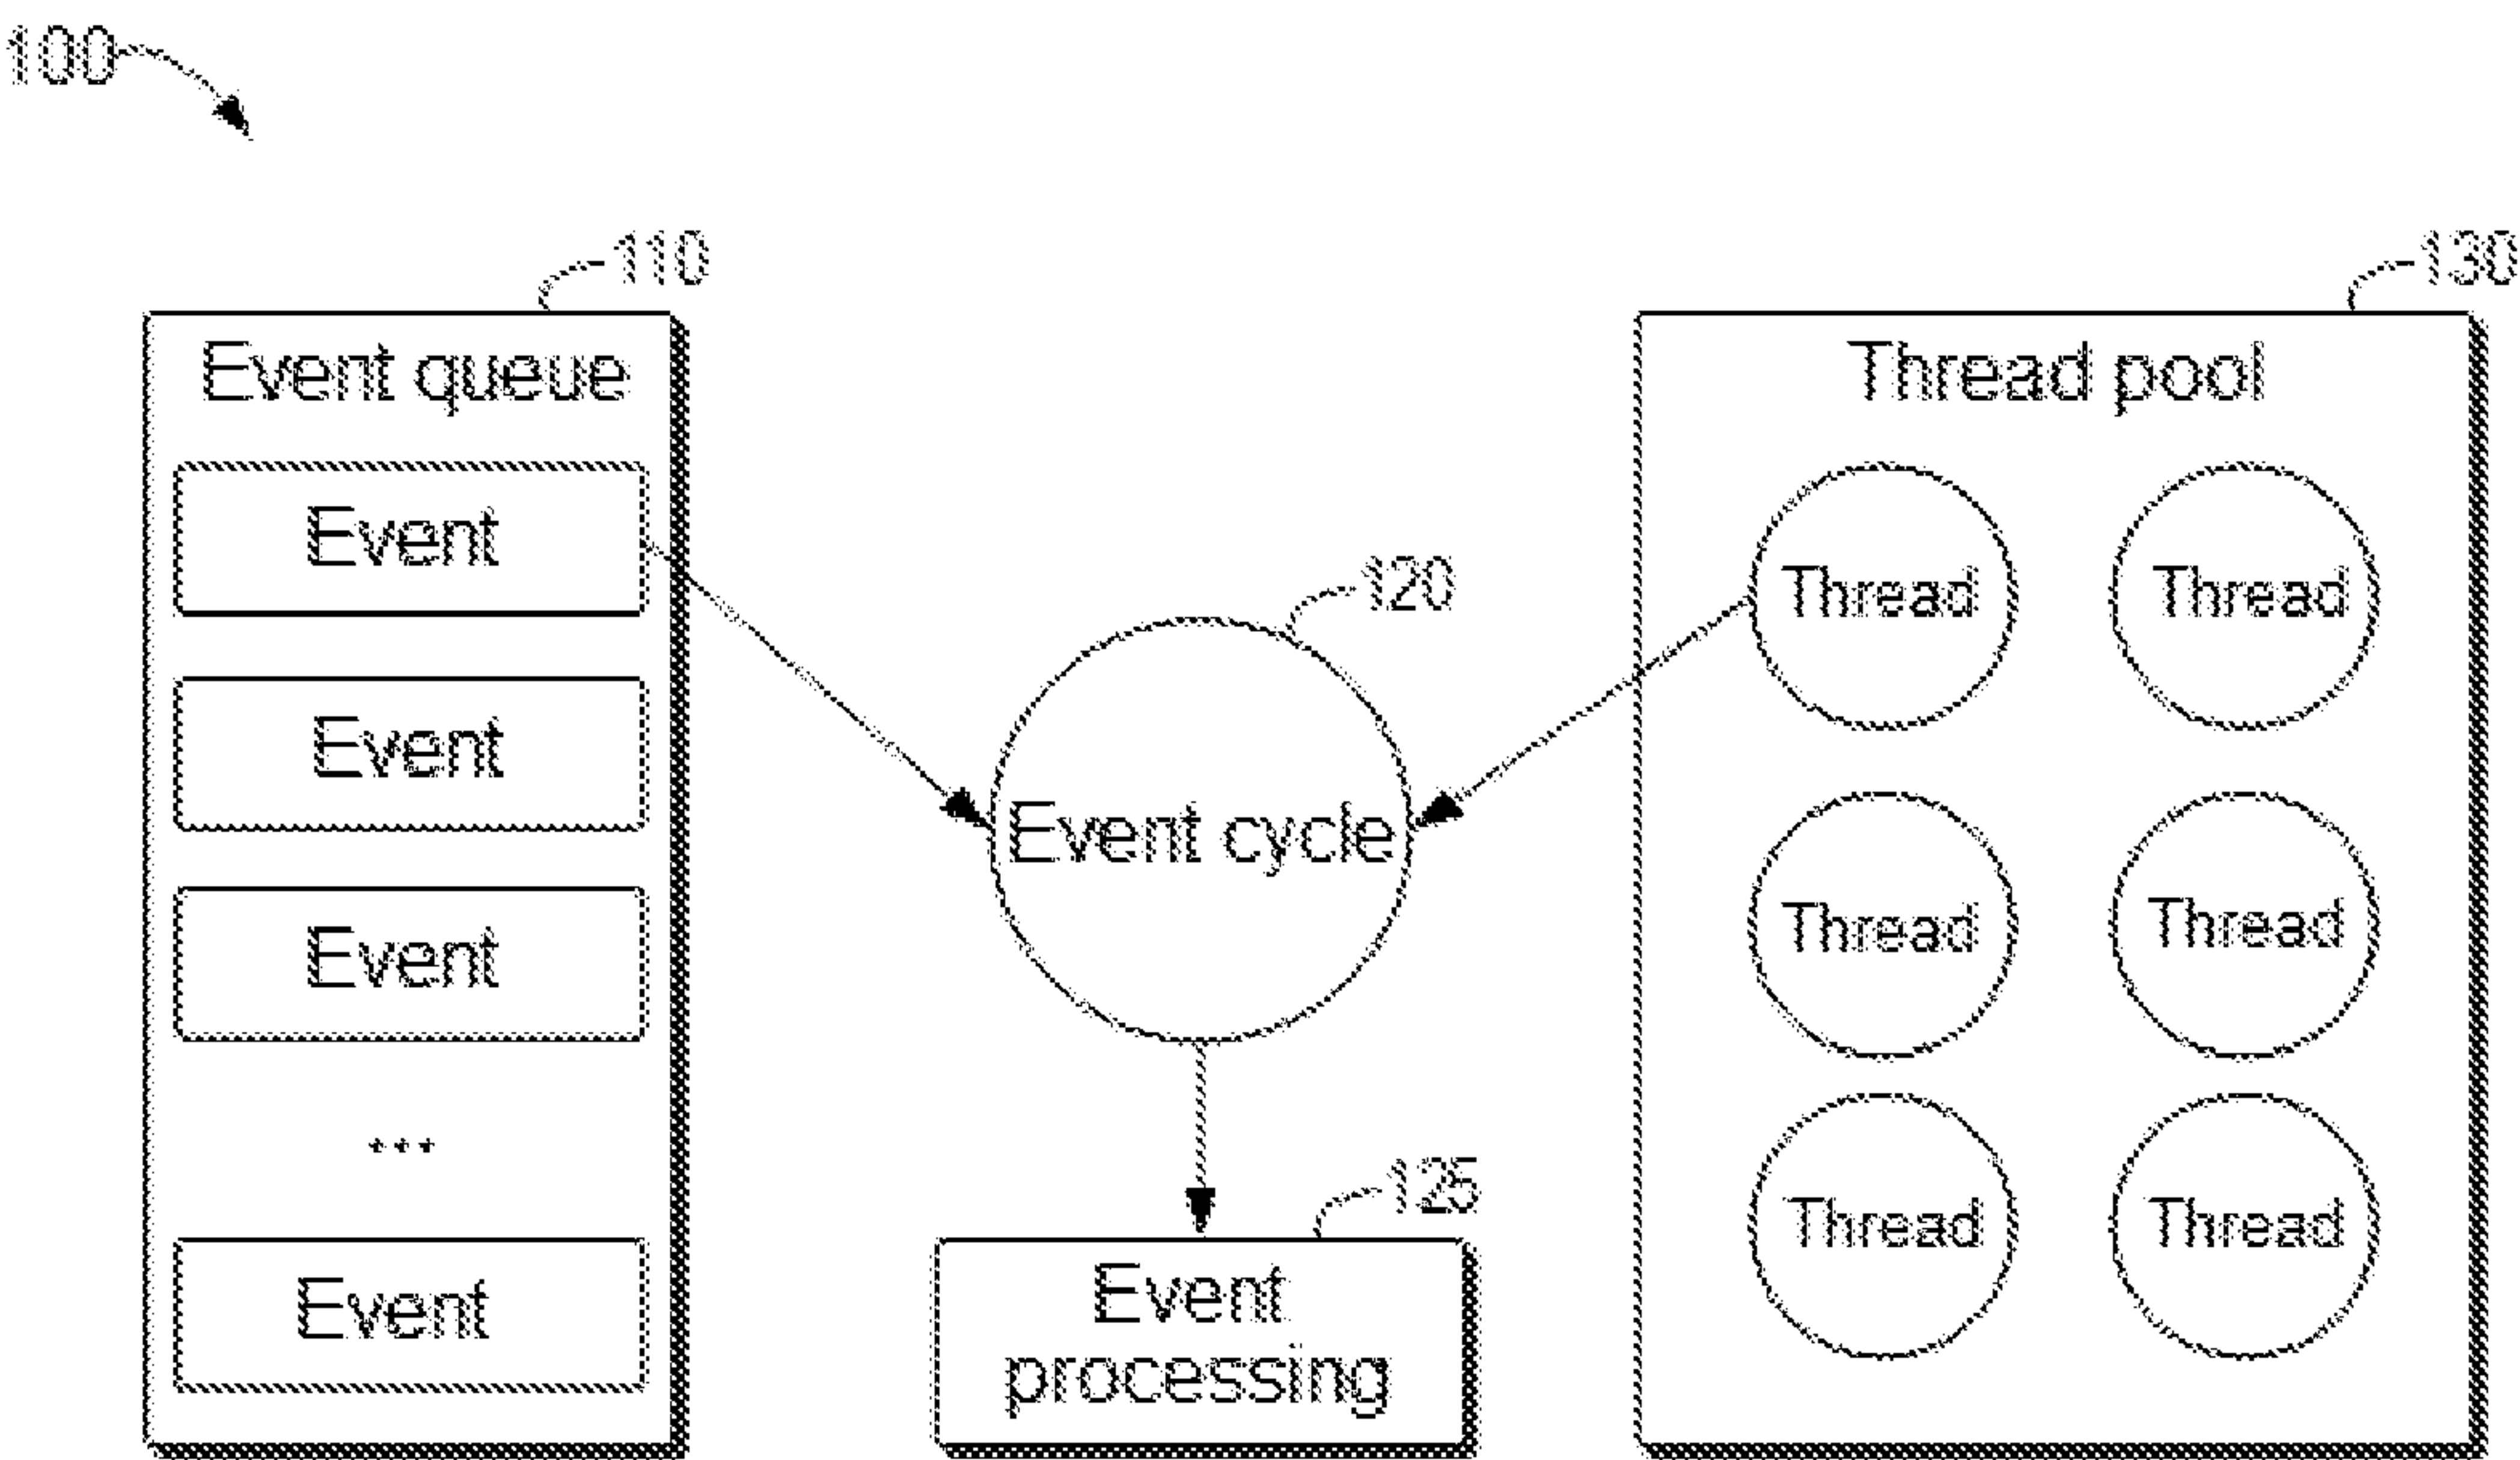 100
110
130
Event queue
Thread pool
Event
120
Thread
Thread
Event
Event cycle
Thread
Thread
Event
...
125
Thread
Thread
Event
Event
processing